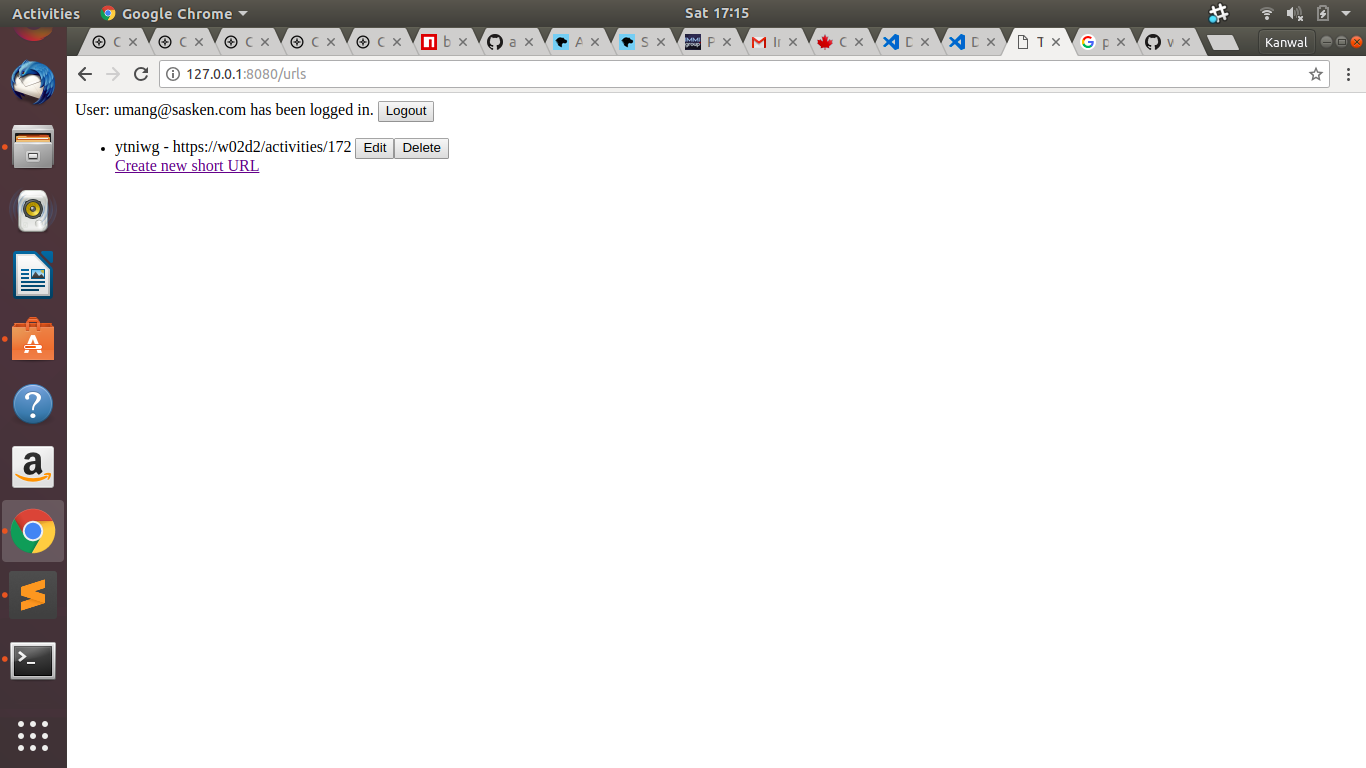 Activities Google Chrome Sat 17:15
C C C C C b a A S P In C D D T p w Kanwal
127.0.0.1:8080/urls
User: umang@sasken.com has been logged in. Logout
ytniwg - https://w02d2/activities/172 Edit Delete
Create new short URL